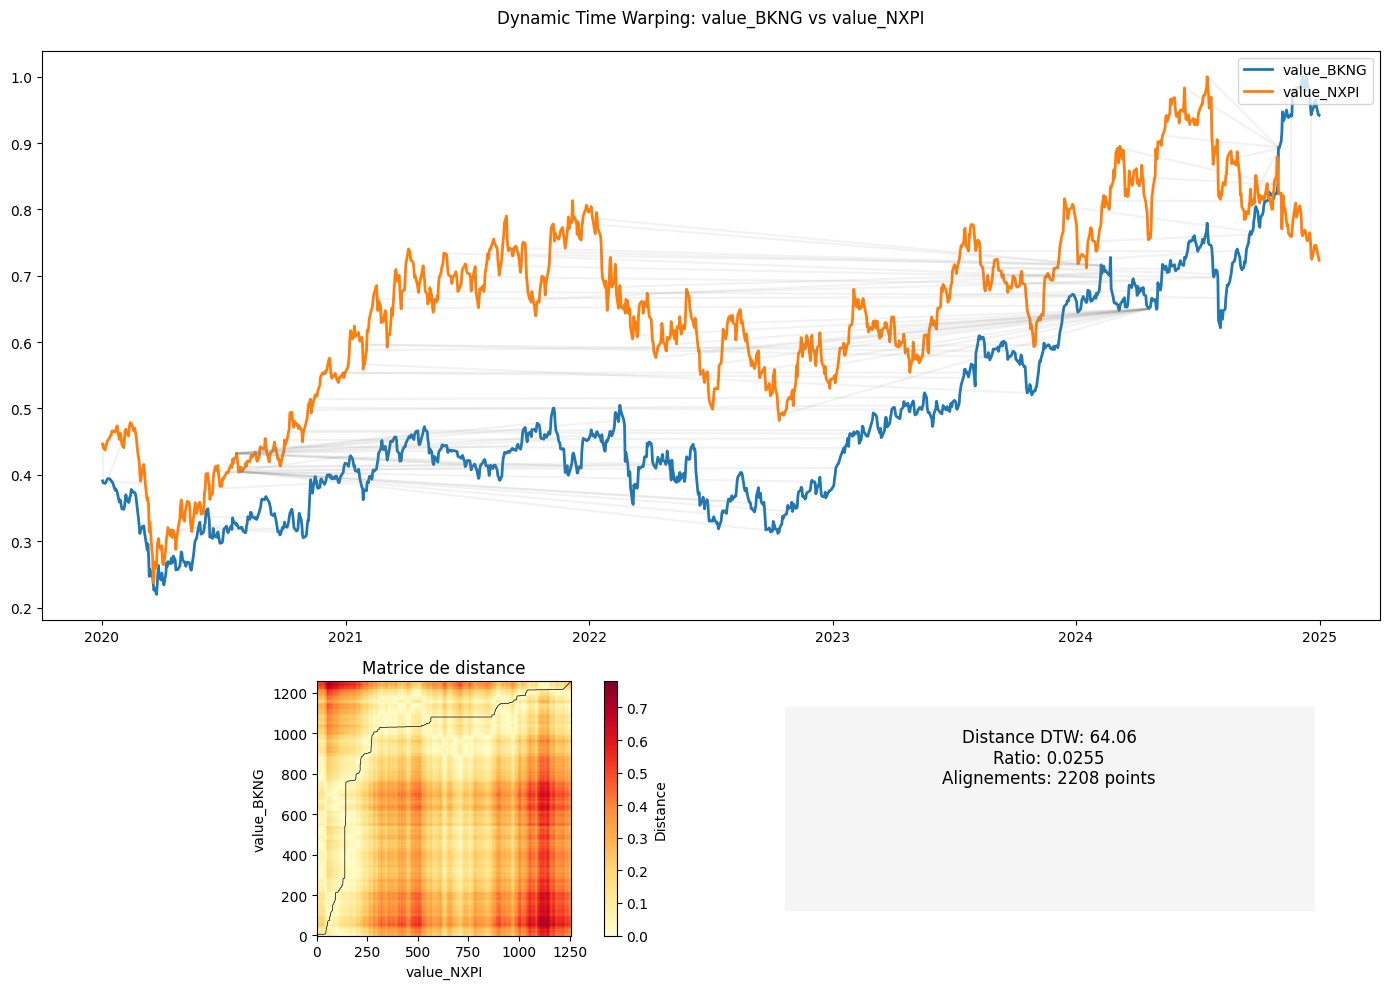 Dynamic Time Warping: value_BKNG vs value_NXPI
value_BKNG
value_NXPI
1.0
0.9
0.8
0.7
0.6
0.5
0.4
0.3
0.2
2020 2021 2022 2023 2024 2025
Matrice de distance
value_BKNG
1200
1000
800
600
400
200
0
0 250 500 750 1000 1250
value_NXPI
0.7
0.6
0.5
0.4
0.3
0.2
0.1
0.0
Distance
Distance DTW: 64.06
Ratio: 0.0255
Alignements: 2208 points